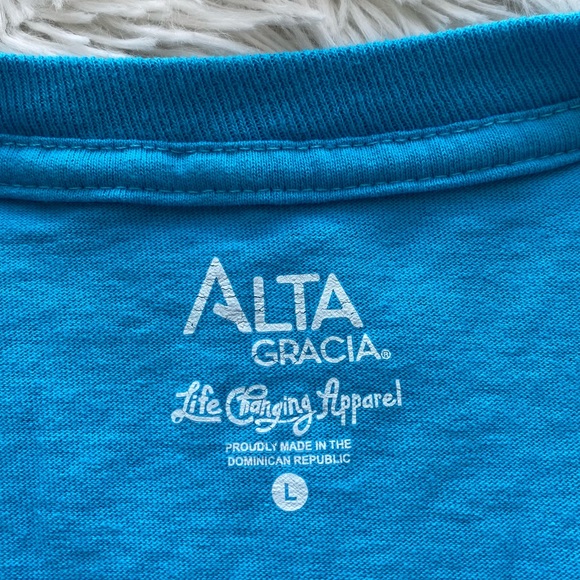 ALTA
GRACIA®
Life Changing Apparel
PROUDLY MADE IN THE
DOMINICAN REPUBLIC
L